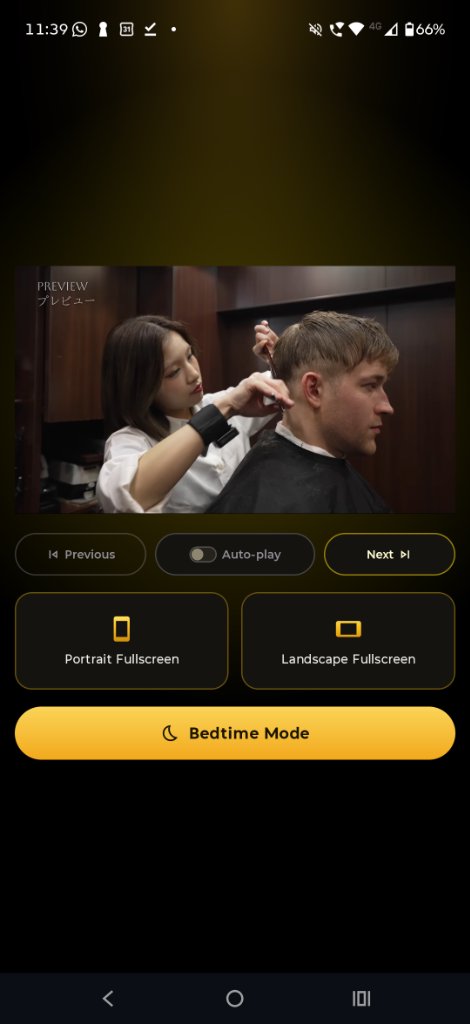 11:39
31
4G
66%
PREVIEW
プレビュー
Previous
Auto-play
Next
Portrait Fullscreen
Landscape Fullscreen
Bedtime Mode